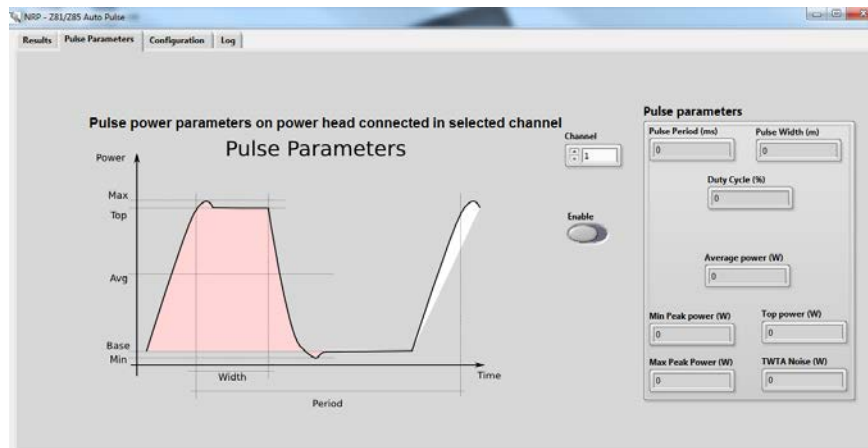 NRP - Z81/Z85 Auto Pulse
Results Pulse Parameters Configuration Log
Pulse power parameters on power head connected in selected channel
Pulse Parameters
Power
Max
Top
Avg
Base
Min
Width
Period
Time
Channel
1
Enable
Pulse parameters
Pulse Period (ms) Pulse Width (m)
0 0
Duty Cycle (%)
0
Average power (W)
0
Min Peak power (W) Top power (W)
0 0
Max Peak Power (W) TWTA Noise (W)
0 0